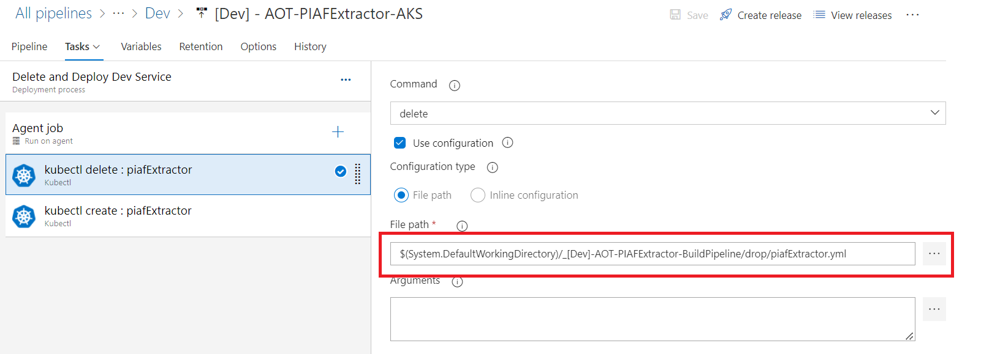 All pipelines > ··· > Dev > [Dev] - AOT-PIAFExtractor-AKS
Save Create release View releases ···
Pipeline Tasks Variables Retention Options History
Delete and Deploy Dev Service
Deployment process
Agent job
Run on agent
kubectl delete : piafExtractor
Kubectl
kubectl create : piafExtractor
Kubectl
Command
delete
Use configuration
Configuration type
File path Inline configuration
File path *
$(System.DefaultWorkingDirectory)/_[Dev]-AOT-PIAFExtractor-BuildPipeline/drop/piafExtractor.yml
Arguments